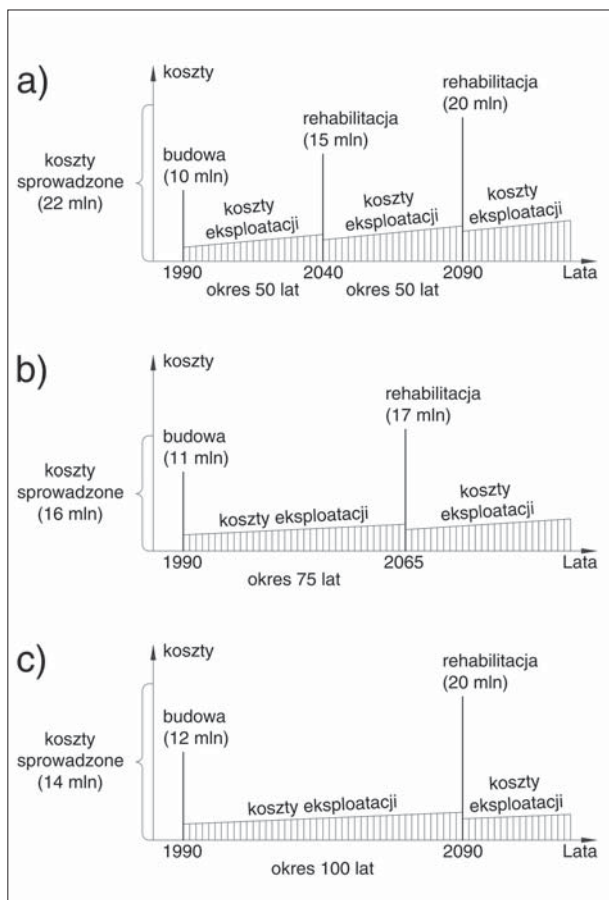 a)
koszty
koszty
sprowadzone
(22 mln)
budowa
(10 mln)
rehabilitacja
(15 mln)
rehabilitacja
(20 mln)
koszty
eksploatacji
koszty
eksploatacji
koszty
eksploatacji
1990
2040
2090
Lata
okres 50 lat
okres 50 lat
b)
koszty
koszty
sprowadzone
(16 mln)
budowa
(11 mln)
rehabilitacja
(17 mln)
koszty eksploatacji
koszty
eksploatacji
1990
2065
Lata
okres 75 lat
c)
koszty
koszty
sprowadzone
(14 mln)
budowa
(12 mln)
rehabilitacja
(20 mln)
koszty eksploatacji
koszty
eksploatacji
1990
2090
Lata
okres 100 lat